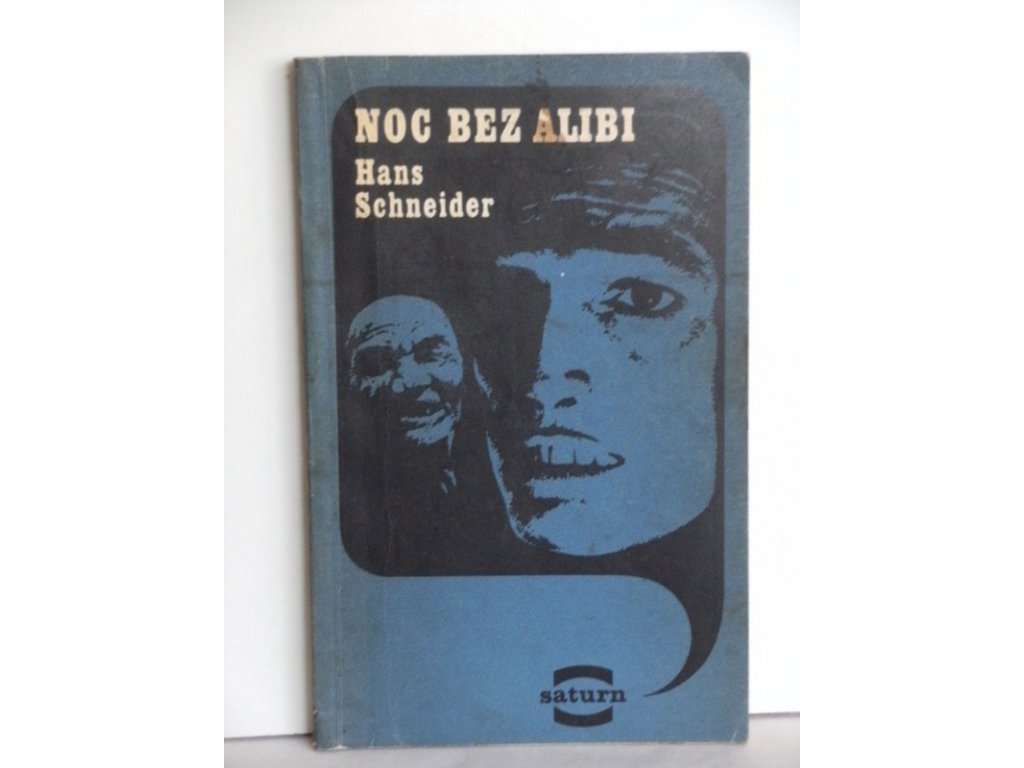 NOC BEZ ALIBI
Hans
Schneider
saturn